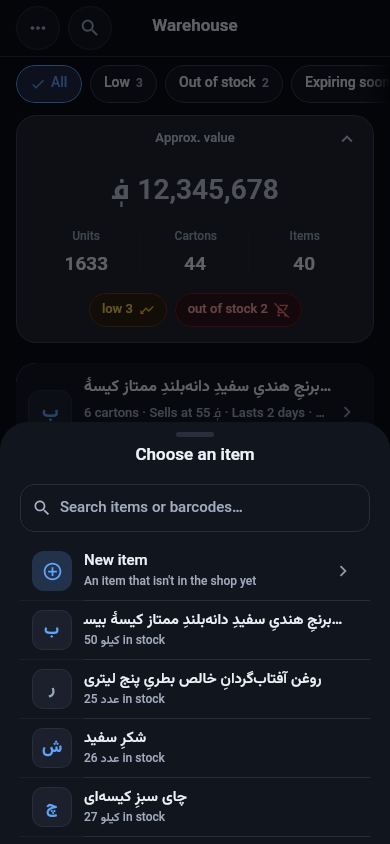 Warehouse
All
Low 3
Out of stock 2
Expiring soon
Approx. value
؋ 12,345,678
Units
Cartons
Items
1633
44
40
low 3
out of stock 2
برنجِ هندیِ سفیدِ دانه‌بلندِ ممتاز کیسهٔ…
ب
6 cartons · Sells at 55 ؋ · Lasts 2 days · …
Choose an item
Search items or barcodes…
New item
An item that isn't in the shop yet
ب
برنجِ هندیِ سفیدِ دانه‌بلندِ ممتاز کیسهٔ بیس…
50 کیلو in stock
ر
روغن آفتاب‌گردانِ خالص بطریِ پنج لیتری
25 عدد in stock
ش
شکرِ سفید
26 عدد in stock
چ
چای سبزِ کیسه‌ای
27 کیلو in stock